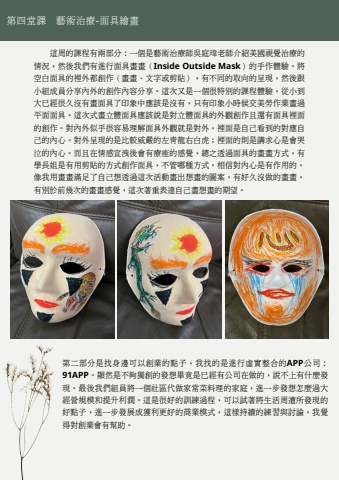 第四堂課　藝術治療-面具繪畫
這周的課程有兩部分：一個是藝術治療師吳庭瑋老師介紹美國視覺治療的
情況，然後我們有進行面具畫畫（Inside Outside Mask）的手作體驗。將
空白面具的裡外都創作（畫畫、文字或剪貼），有不同的取向的呈現，然後跟
小組成員分享內外的創作內容分享。這次又是一個很特別的課程體驗，從小到
大已經很久沒有畫面具了印象中應該是沒有，只有印象小時候交美勞作業畫過
平面面具。這次式畫立體面具應該說是對立體面具的外觀創作且還有面具裡面
的創作。對內外似乎很容易理解面具外觀就是對外，裡面是自己看到的對應自
己的內心。對外呈現的是比較威嚴的左青龍右白虎；裡面的則是講求心是會哭
泣的內心。而且在情感宣洩後會有療癒的感覺，總之透過面具的畫畫方式，有
學長姐是有用剪貼的方式創作面具，不管哪種方式，相信對內心是有作用的，
像我用畫畫滿足了自己想透過這次活動畫出想畫的圖案。有好久沒做的畫畫，
有別於前幾次的畫畫感覺，這次著重表達自己畫想畫的期望。
第二部分是找身邊可以創業的點子，我找的是進行虛實整合的APP公司：
91APP。顯然是不夠獨創的發想畢竟是已經有公司在做的，說不上有什麼發
現。最後我們組員將一個社區代做家常菜料理的家庭，進一步發想怎麼過大
經營規模和提升利潤。這是很好的訓練過程，可以試著將生活周遭所發現的
好點子，進一步發展成獲利更好的商業模式，這樣持續的練習與討論，我覺
得對創業會有幫助。